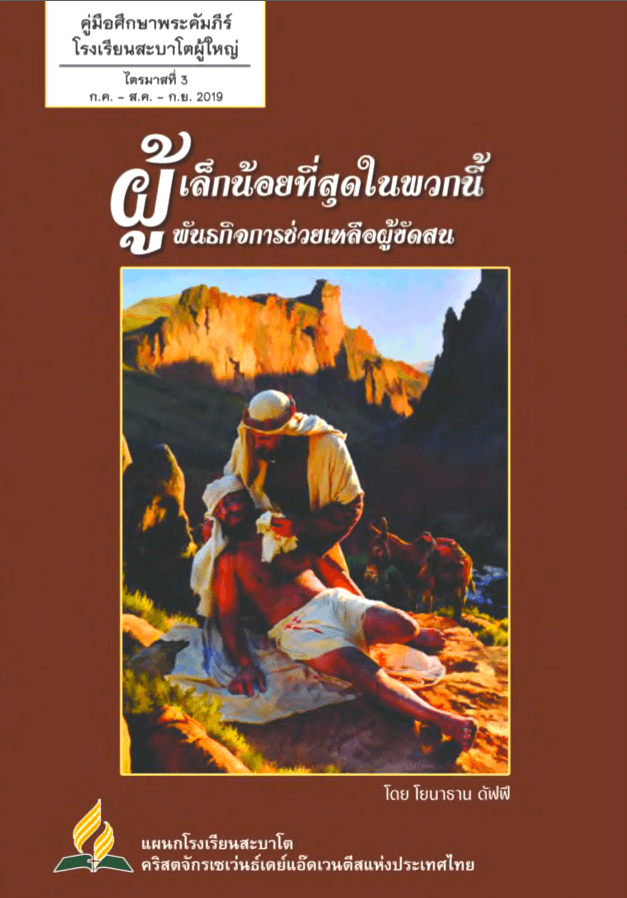 คู่มือศึกษาพระคัมภีร์
โรงเรียนสะบาโตผู้ใหญ่
ไตรมาสที่ 3
ก.ค. – ส.ค. – ก.ย. 2019
ผู้เล็กน้อยที่สุดในพวกนี้
พันธกิจการช่วยเหลือผู้ขัดสน
โดย โยนาธาน ดัฟฟี
แผนกโรงเรียนสะบาโต
คริสตจักรเซเว่นธ์เดย์แอ๊ดเวนตีสแห่งประเทศไทย